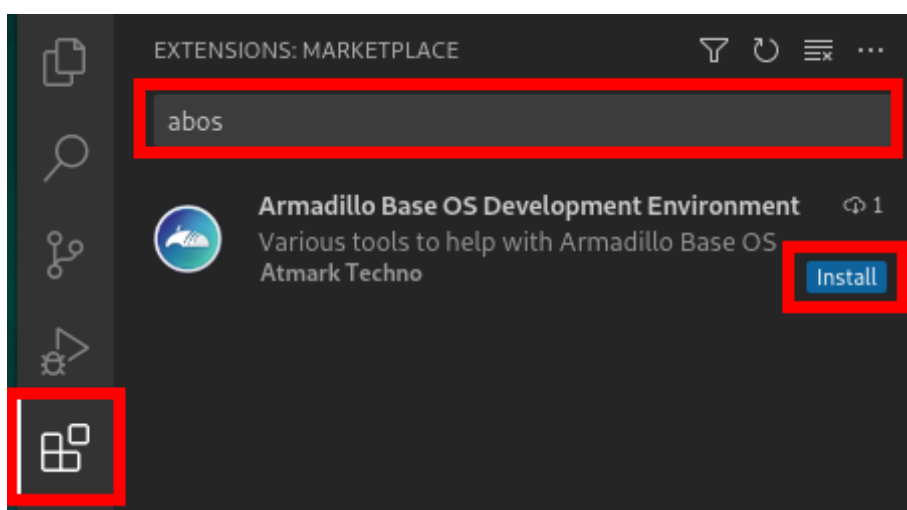 EXTENSIONS: MARKETPLACE
abos
Armadillo Base OS Development Environment 1
Various tools to help with Armadillo Base OS
Atmark Techno
Install